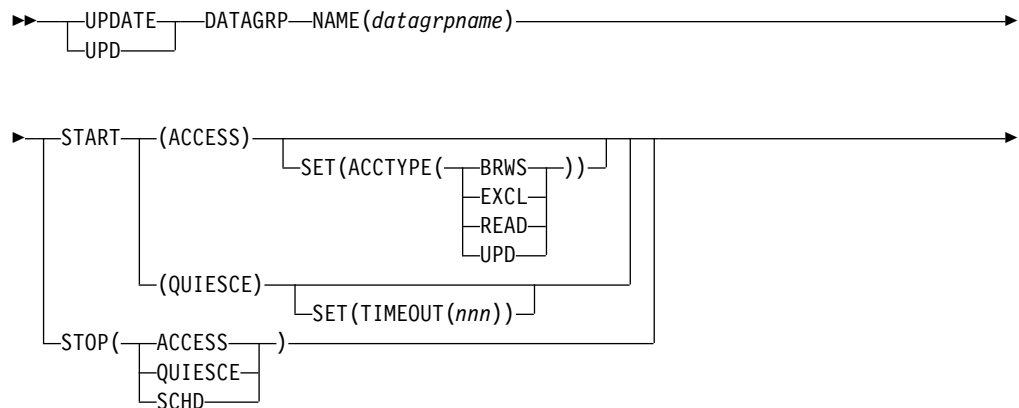 UPDATE DATAGRP NAME(datagrpname)
UPD
START (ACCESS)
SET(ACCTYPE( BRWS ))
EXCL
READ
UPD
(QUIESCE)
SET(TIMEOUT(nnn))
STOP( ACCESS )
QUIESCE
SCHD